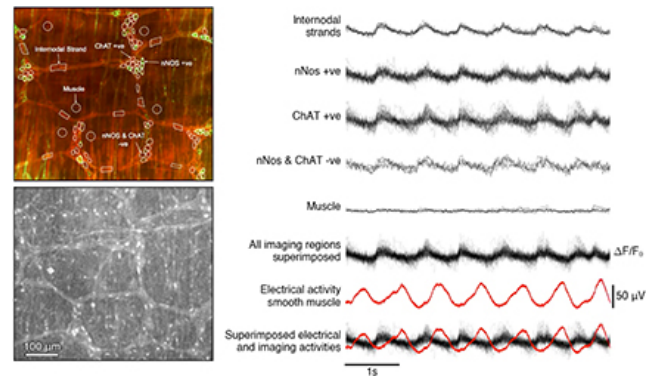 ChAT +ve
Internodal Strand
nNOS +ve
Muscle
nNOS & ChAT
-ve
100 µm
Internodal
strands
nNos +ve
ChAT +ve
nNos & ChAT -ve
Muscle
All imaging regions
superimposed
ΔF/F₀
Electrical activity
smooth muscle
50 µV
Superimposed electrical
and imaging activities
1s